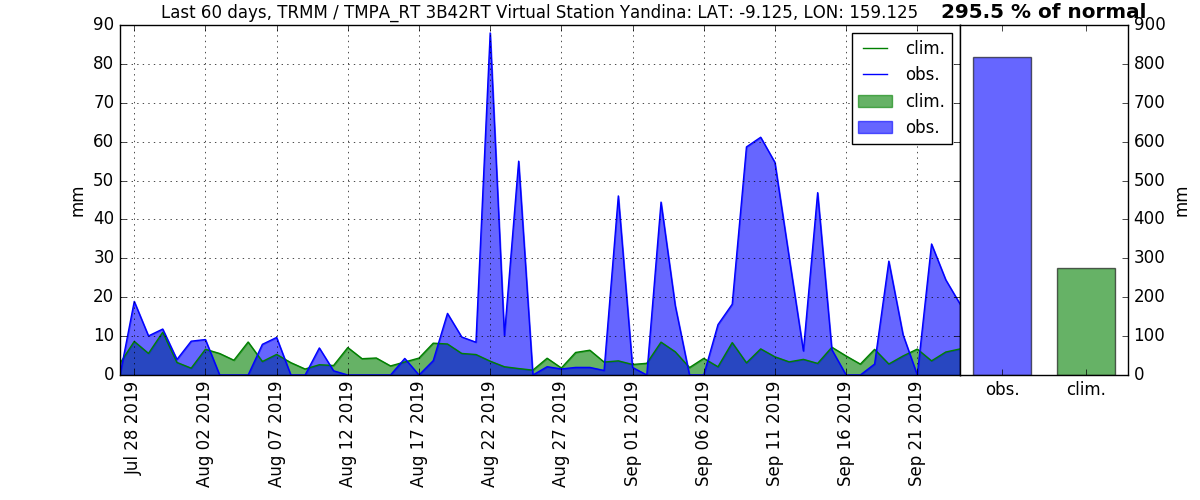 Last 60 days, TRMM / TMPA_RT 3B42RT Virtual Station Yandina: LAT: -9.125, LON: 159.125
295.5 % of normal
90
80
70
60
50
40
30
20
10
0
mm
clim.
obs.
clim.
obs.
900
800
700
600
500
400
300
200
100
0
mm
Jul 28 2019
Aug 02 2019
Aug 07 2019
Aug 12 2019
Aug 17 2019
Aug 22 2019
Aug 27 2019
Sep 01 2019
Sep 06 2019
Sep 11 2019
Sep 16 2019
Sep 21 2019
obs.
clim.